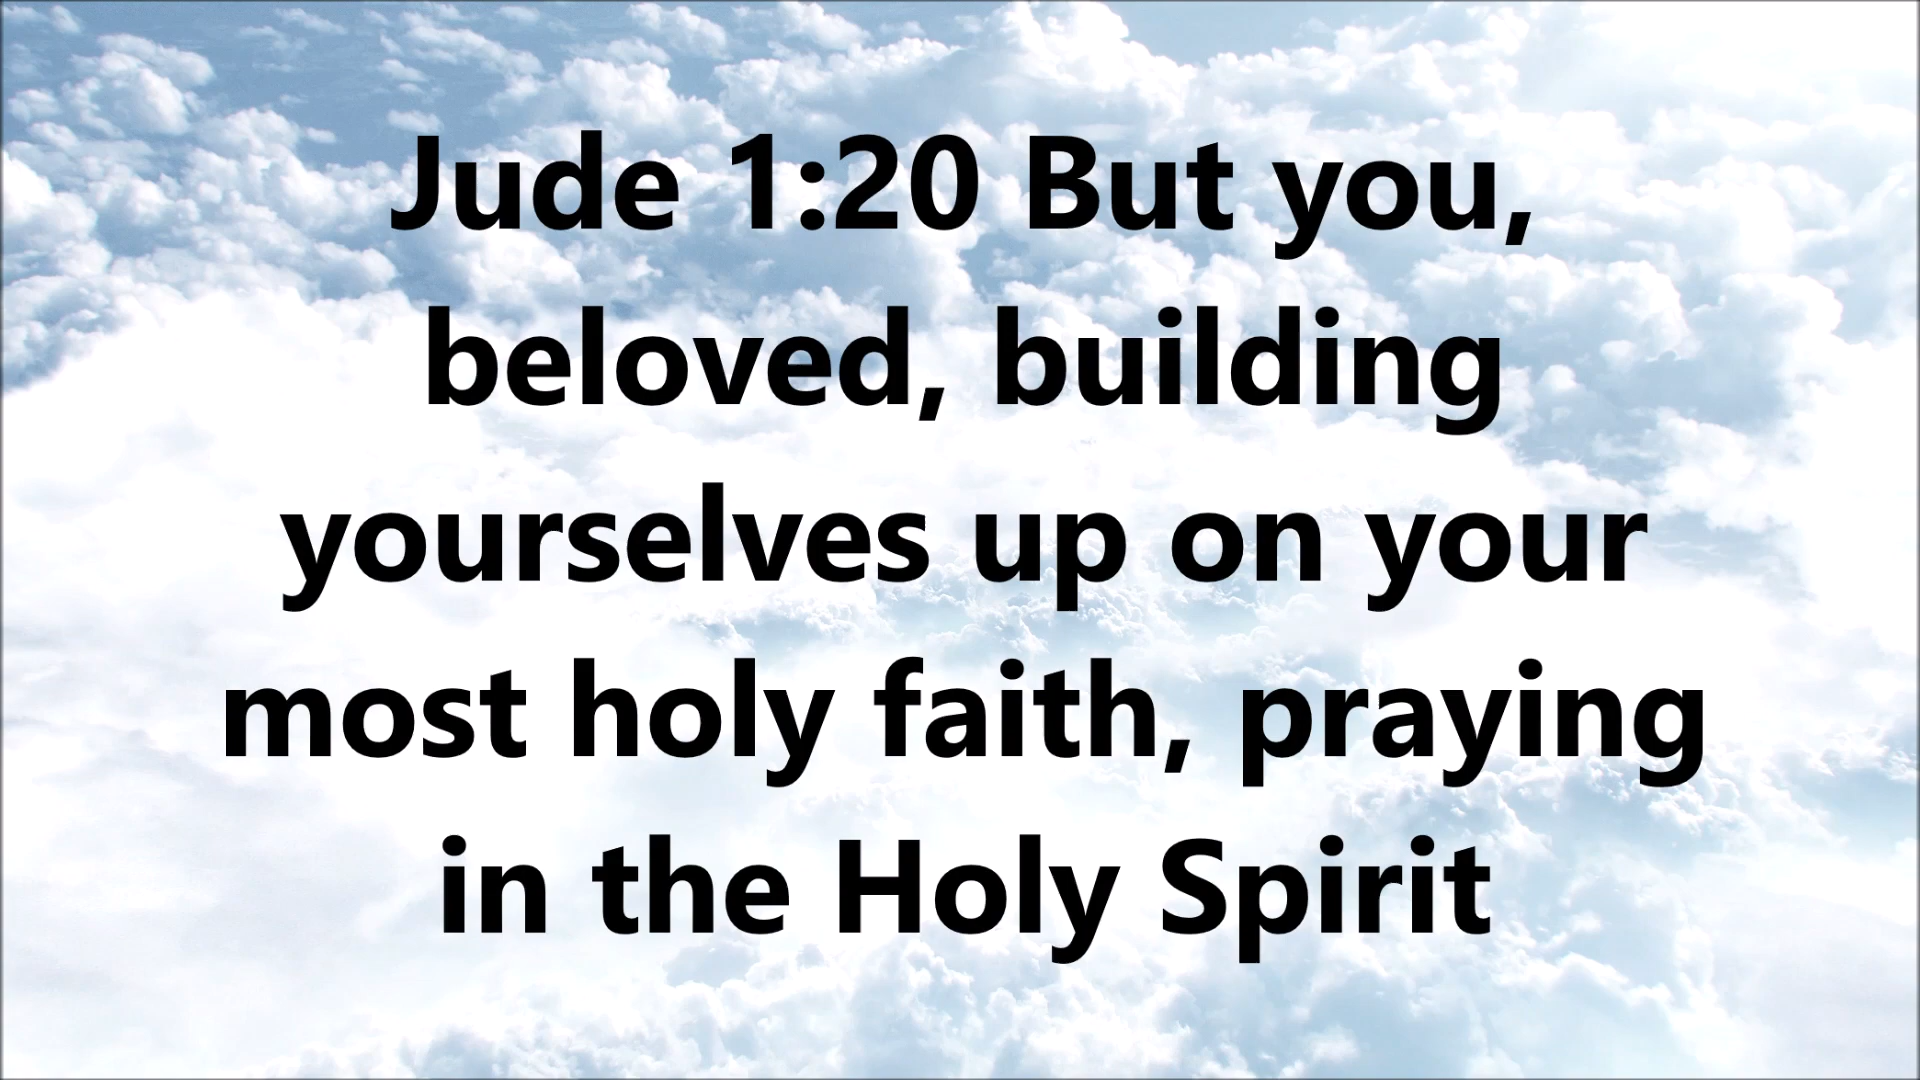 Jude 1:20 But you,
beloved, building
yourselves up on your
most holy faith, praying
in the Holy Spirit